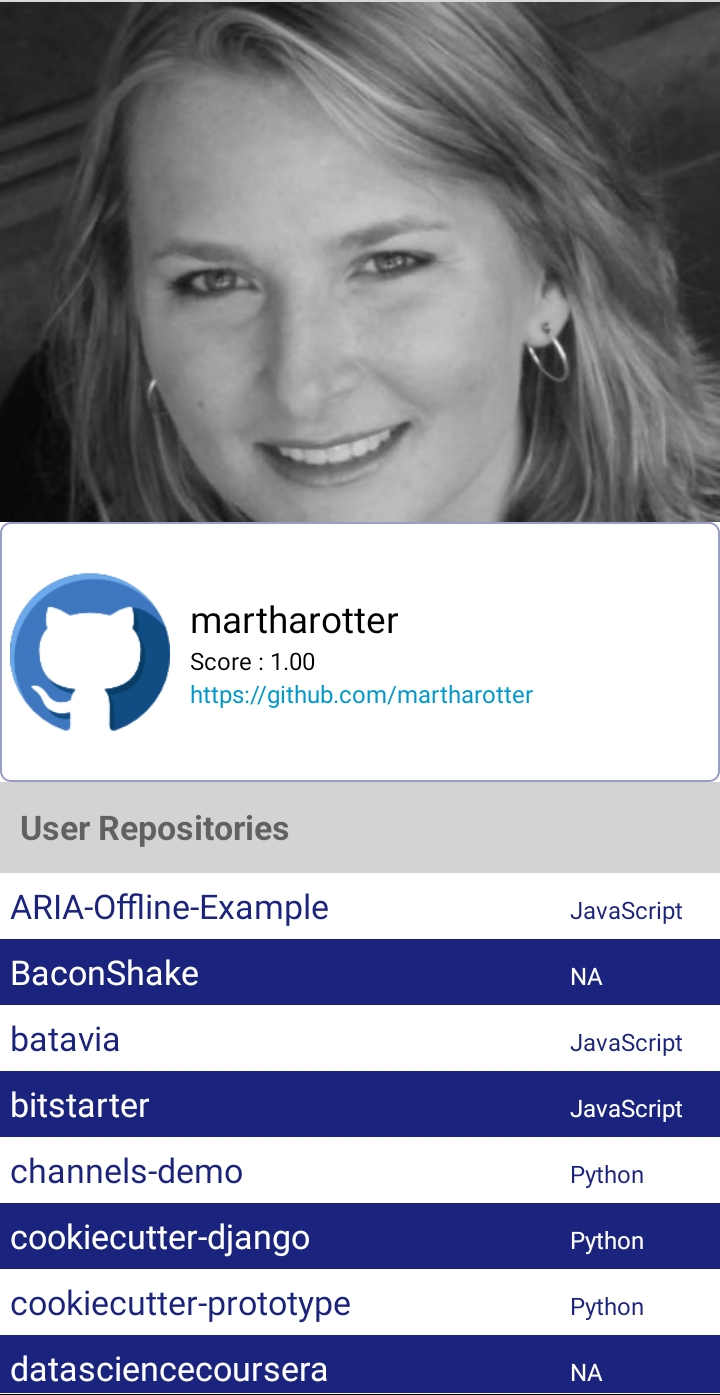 martharotter
Score : 1.00
https://github.com/martharotter
User Repositories
ARIA-Offline-Example JavaScript
BaconShake NA
batavia JavaScript
bitstarter JavaScript
channels-demo Python
cookiecutter-django Python
cookiecutter-prototype Python
datasciencecoursera NA